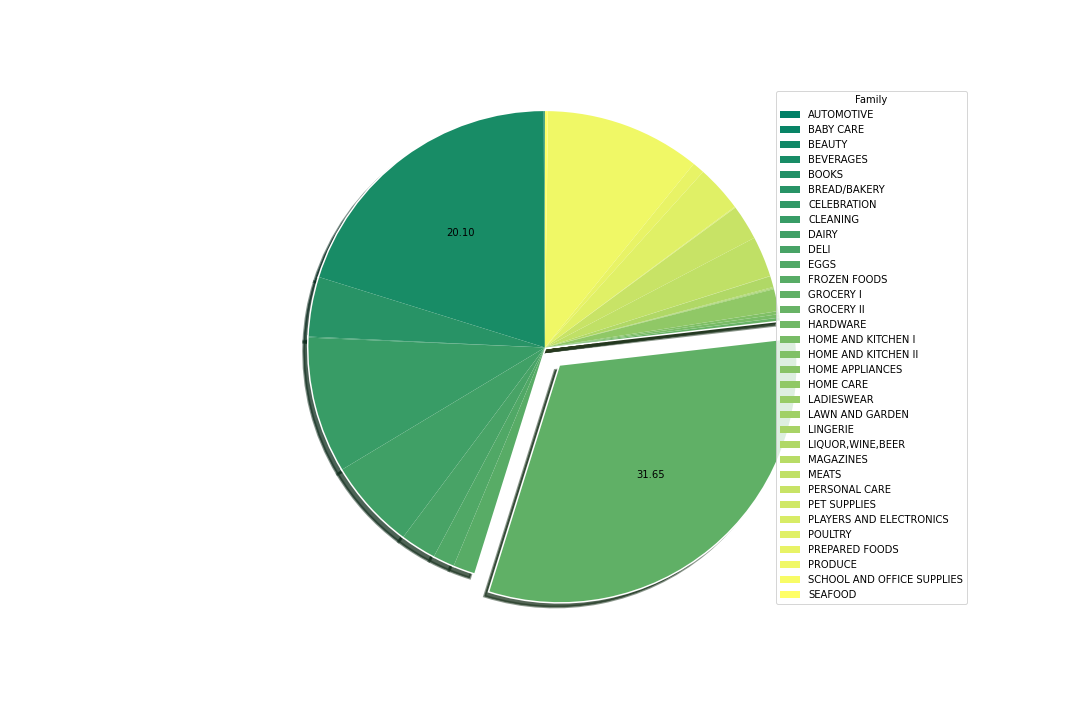 20.10
31.65
Family
AUTOMOTIVE
BABY CARE
BEAUTY
BEVERAGES
BOOKS
BREAD/BAKERY
CELEBRATION
CLEANING
DAIRY
DELI
EGGS
FROZEN FOODS
GROCERY I
GROCERY II
HARDWARE
HOME AND KITCHEN I
HOME AND KITCHEN II
HOME APPLIANCES
HOME CARE
LADIESWEAR
LAWN AND GARDEN
LINGERIE
LIQUOR,WINE,BEER
MAGAZINES
MEATS
PERSONAL CARE
PET SUPPLIES
PLAYERS AND ELECTRONICS
POULTRY
PREPARED FOODS
PRODUCE
SCHOOL AND OFFICE SUPPLIES
SEAFOOD